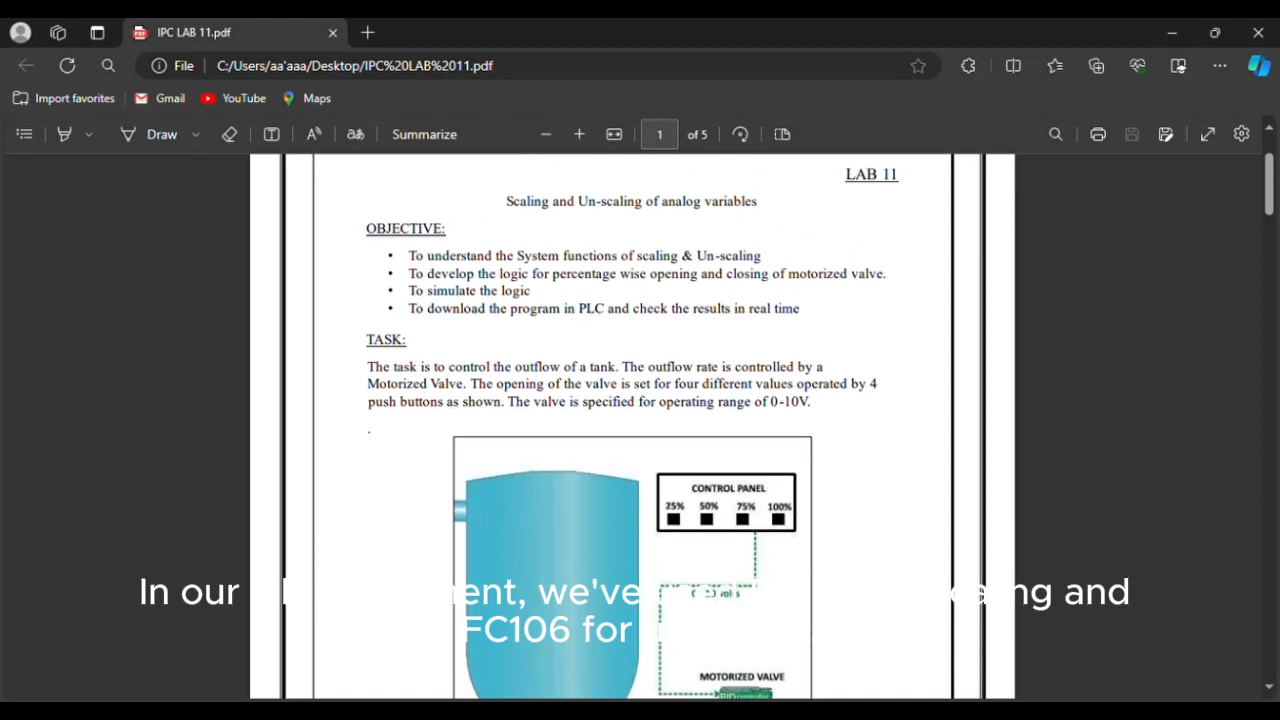 IPC LAB 11.pdf
File C:/Users/aa'aaa/Desktop/IPC%20LAB%2011.pdf
Import favorites Gmail YouTube Maps
Draw aあ Summarize 1 of 5
LAB 11
Scaling and Un-scaling of analog variables
OBJECTIVE:
• To understand the System functions of scaling & Un-scaling
• To develop the logic for percentage wise opening and closing of motorized valve.
• To simulate the logic
• To download the program in PLC and check the results in real time
TASK:
The task is to control the outflow of a tank. The outflow rate is controlled by a
Motorized Valve. The opening of the valve is set for four different values operated by 4
push buttons as shown. The valve is specified for operating range of 0-10V.
.
CONTROL PANEL
25% 50% 75% 100%
MOTORIZED VALVE
PID controller
In our we've and
FC106 for